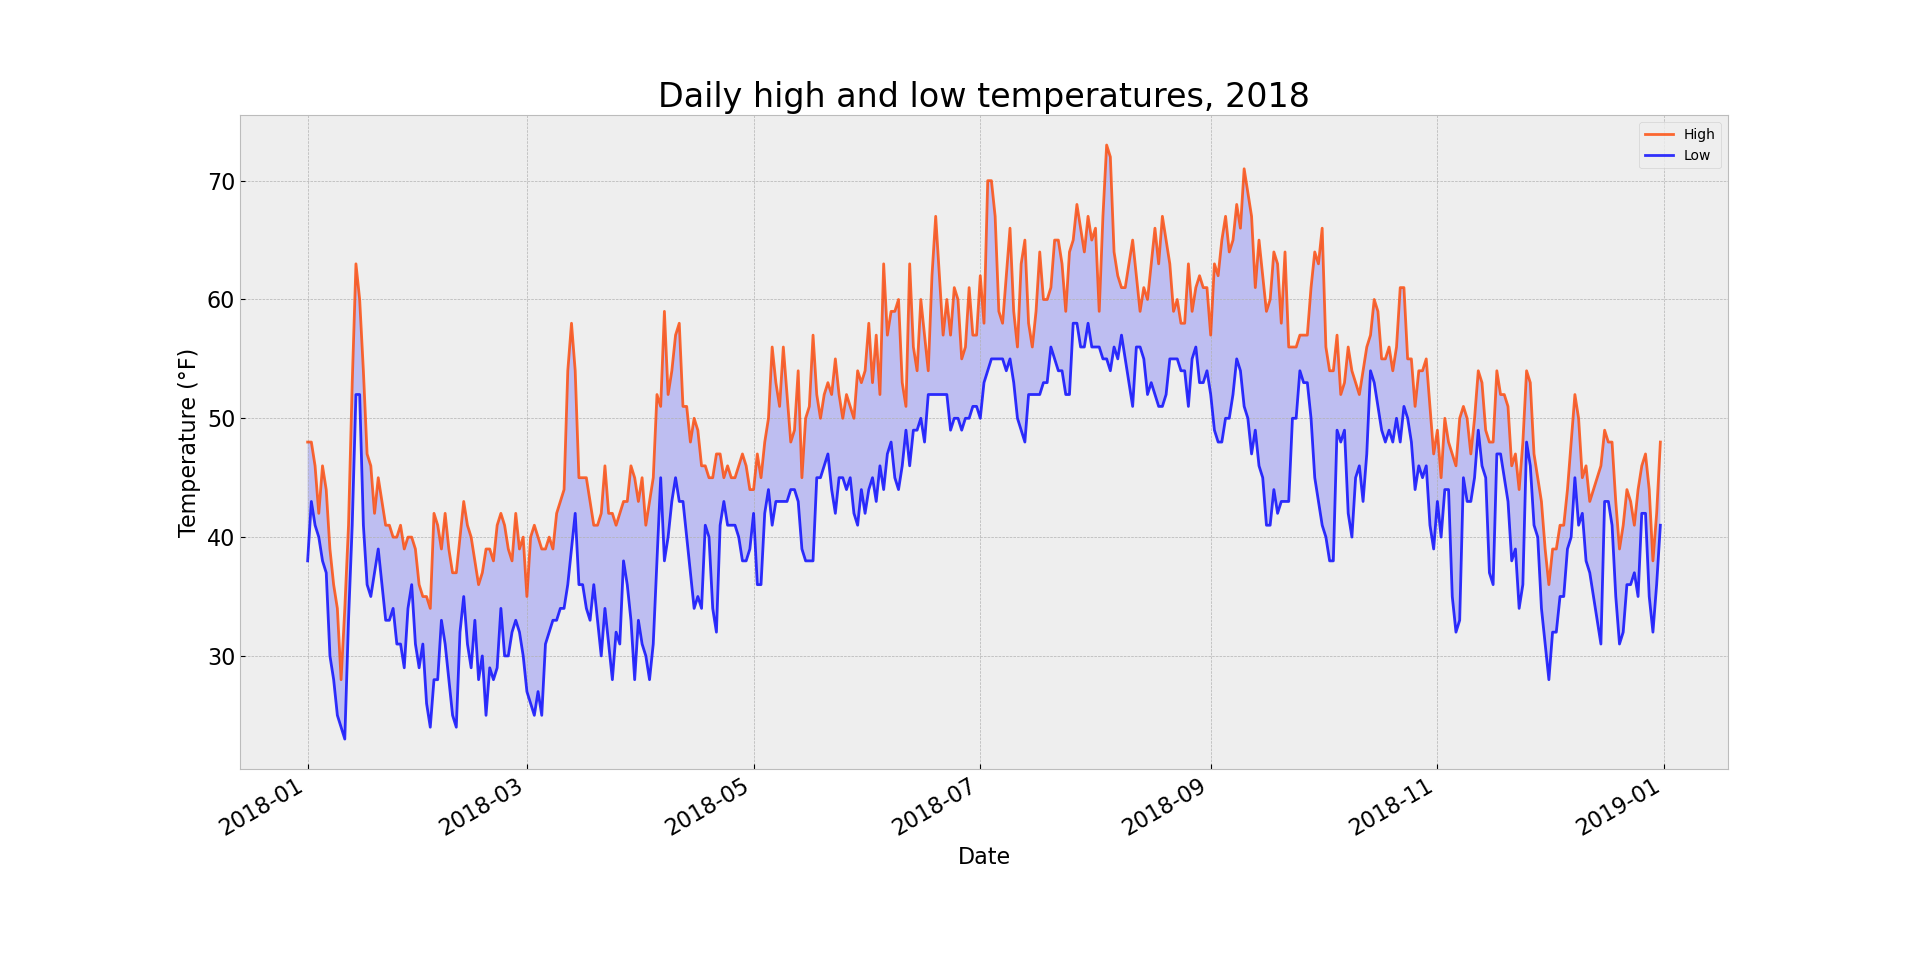 Daily high and low temperatures, 2018
High
Low
70
60
50
40
30
Temperature (°F)
2018-01
2018-03
2018-05
2018-07
2018-09
2018-11
2019-01
Date